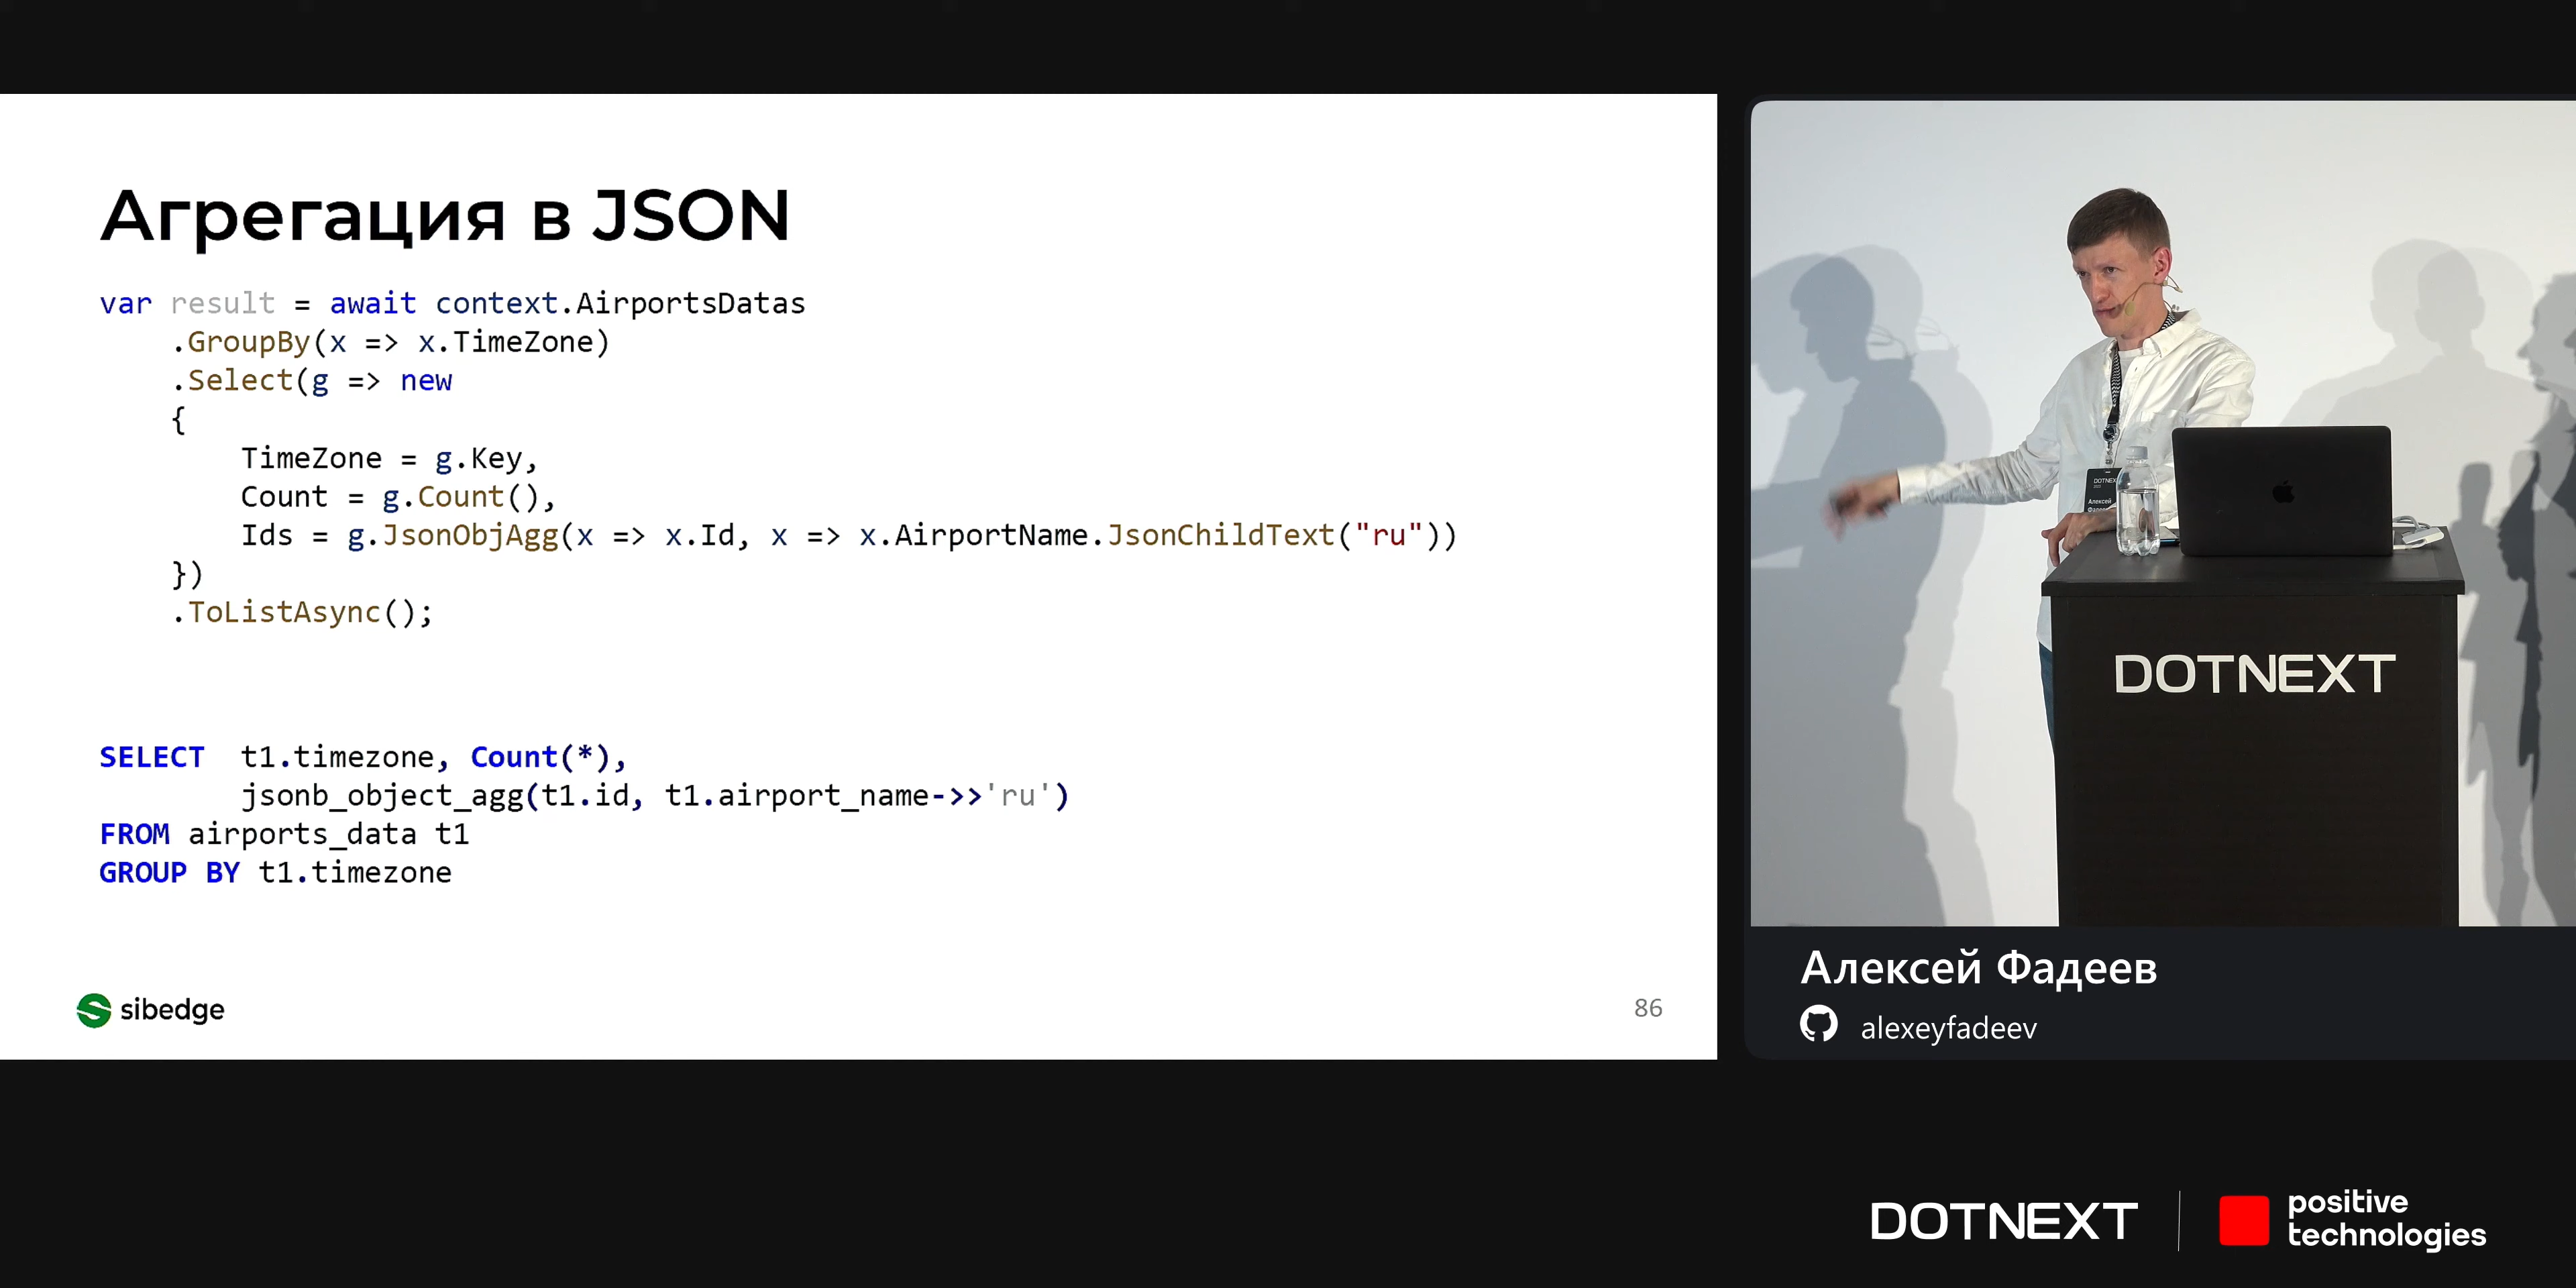 Агрегация в JSON
var result = await context.AirportsDatas
.GroupBy(x => x.TimeZone)
.Select(g => new
{
TimeZone = g.Key,
Count = g.Count(),
Ids = g.JsonObjAgg(x => x.Id, x => x.AirportName.JsonChildText("ru"))
})
.ToListAsync();
SELECT t1.timezone, Count(*),
jsonb_object_agg(t1.id, t1.airport_name->>'ru')
FROM airports_data t1
GROUP BY t1.timezone
sibedge
86
DOTNEXT
Алексей
DOTNEXT
Алексей Фадеев
alexeyfadeev
DOTNEXT
positive
technologies